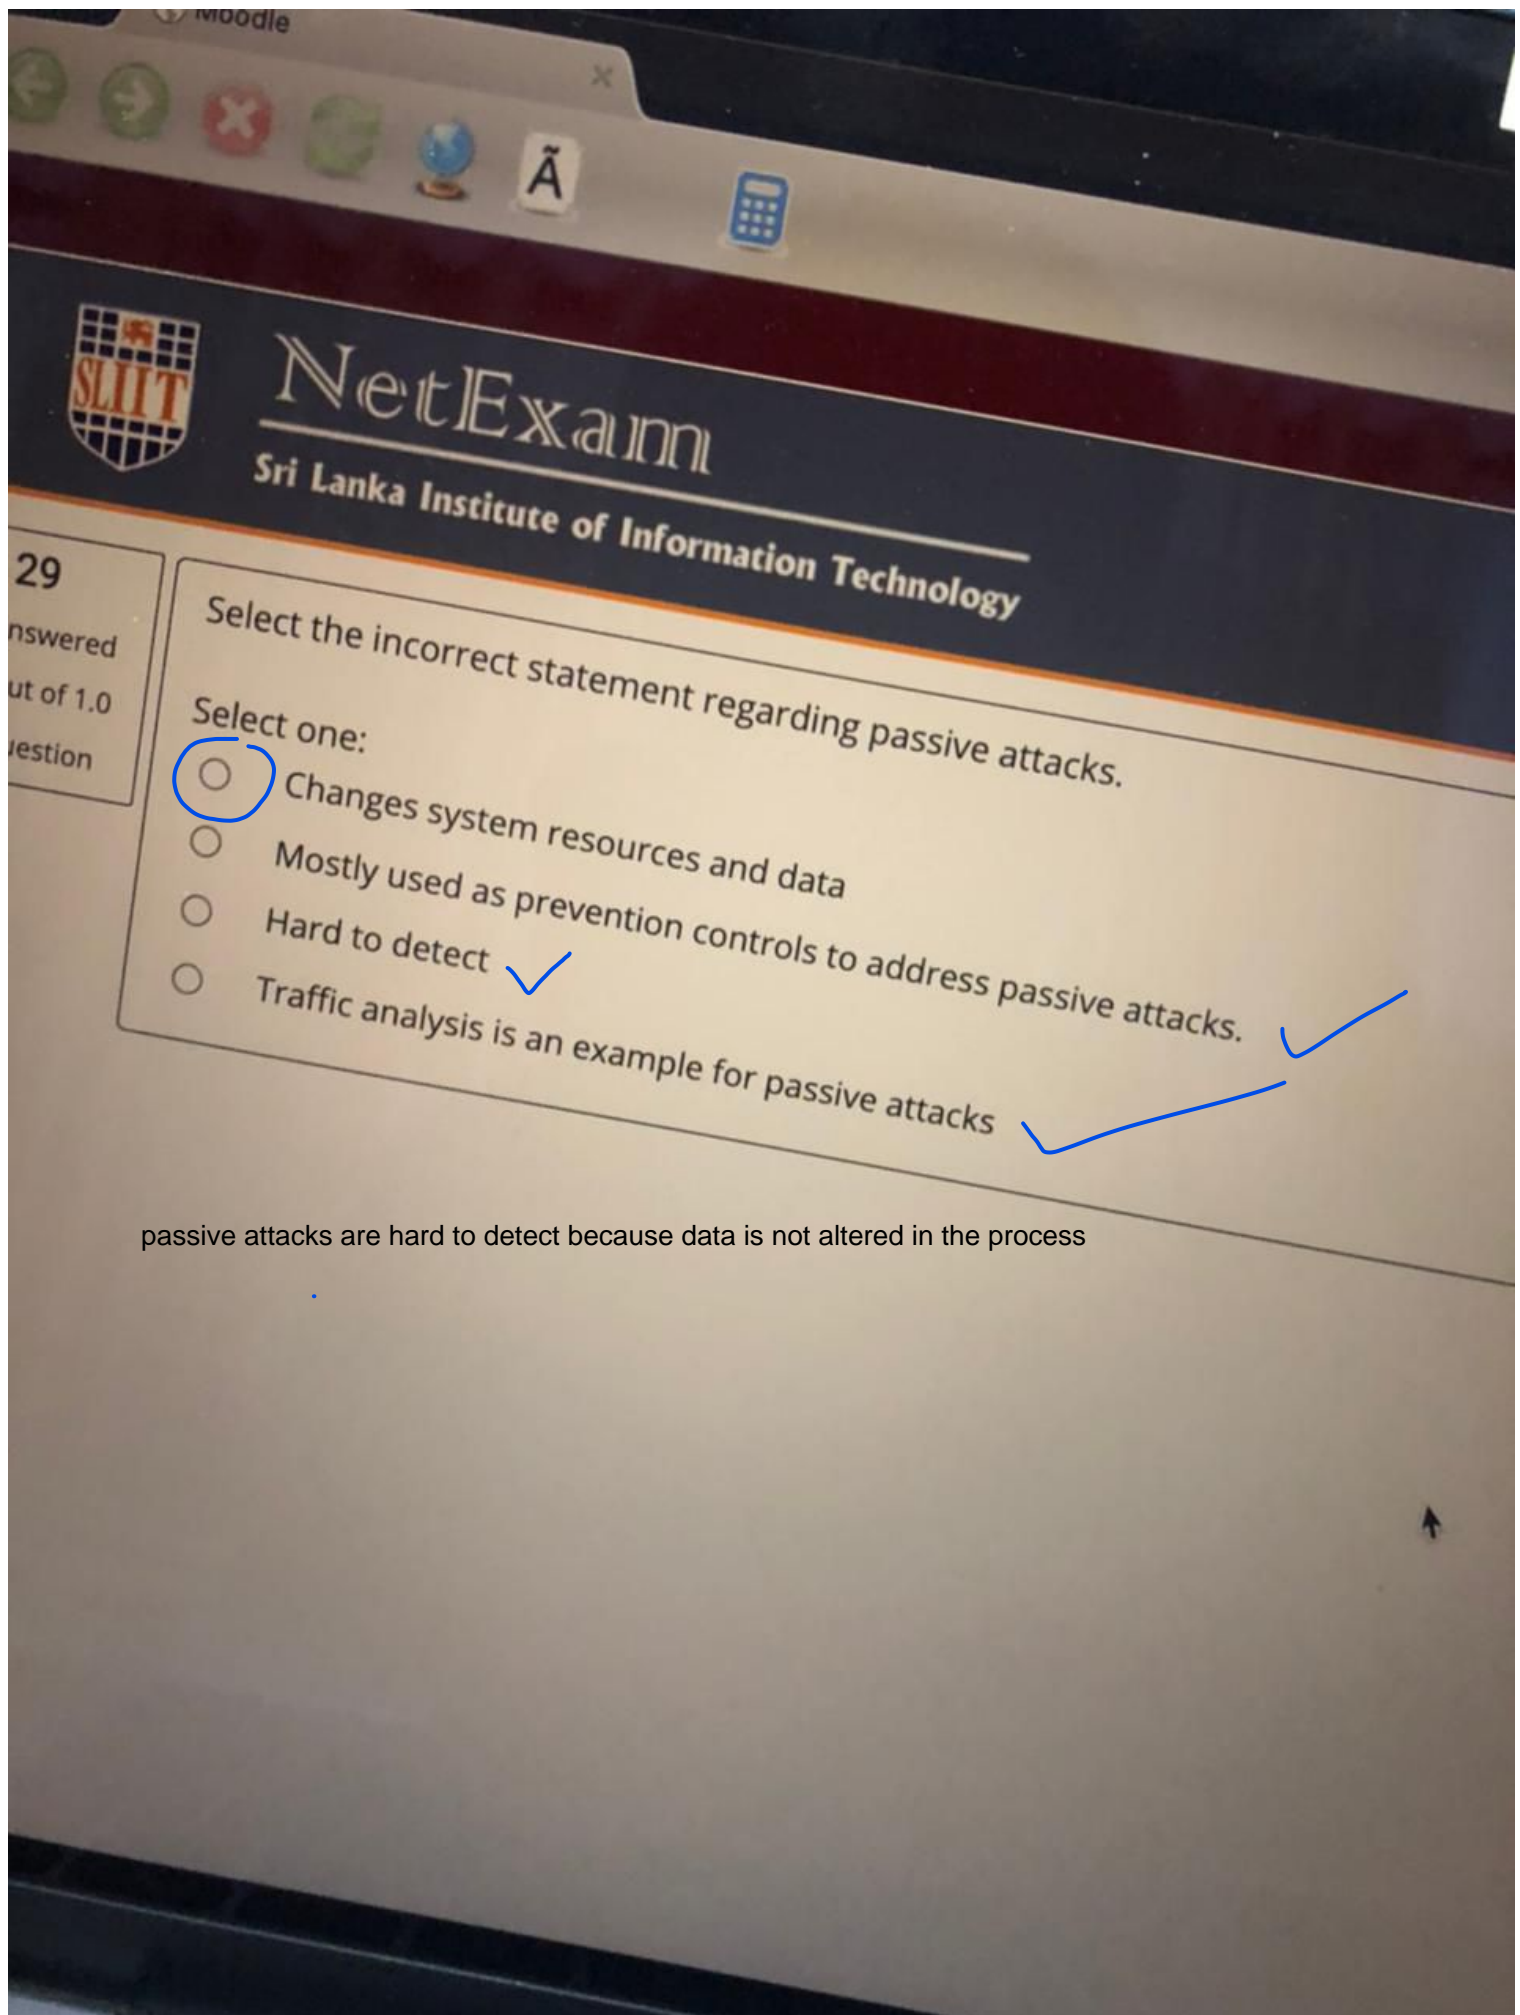 Moodle
Ã
SLIIT
NetExam
Sri Lanka Institute of Information Technology
29
nswered
ut of 1.0
estion
Select the incorrect statement regarding passive attacks.
Select one:
Changes system resources and data
Mostly used as prevention controls to address passive attacks.
Hard to detect
Traffic analysis is an example for passive attacks
passive attacks are hard to detect because data is not altered in the process